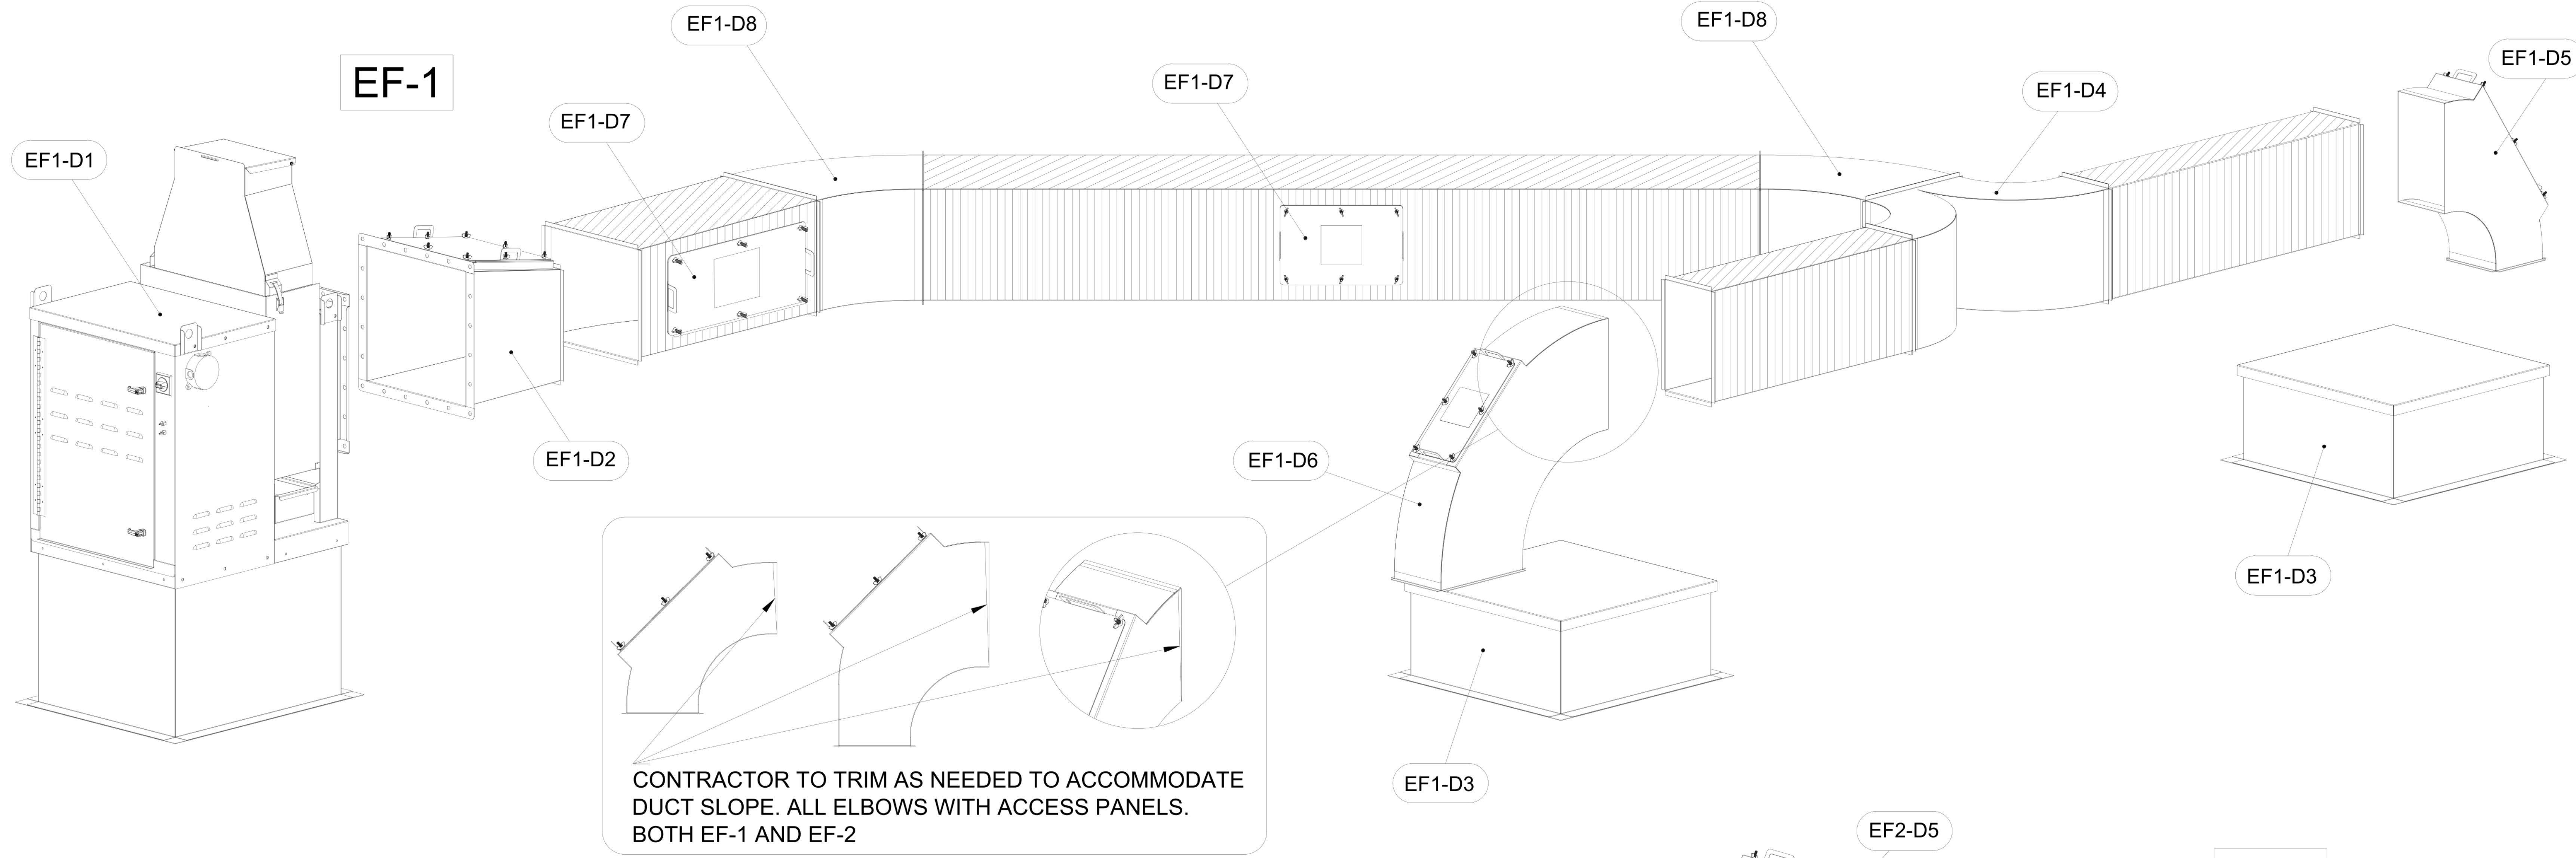 EF1-D8
EF1-D8
EF1-D5
EF-1
EF1-D7
EF1-D4
EF1-D7
EF1-D1
EF1-D2
EF1-D6
EF1-D3
EF1-D3
CONTRACTOR TO TRIM AS NEEDED TO ACCOMMODATE
DUCT SLOPE. ALL ELBOWS WITH ACCESS PANELS.
BOTH EF-1 AND EF-2
EF2-D5